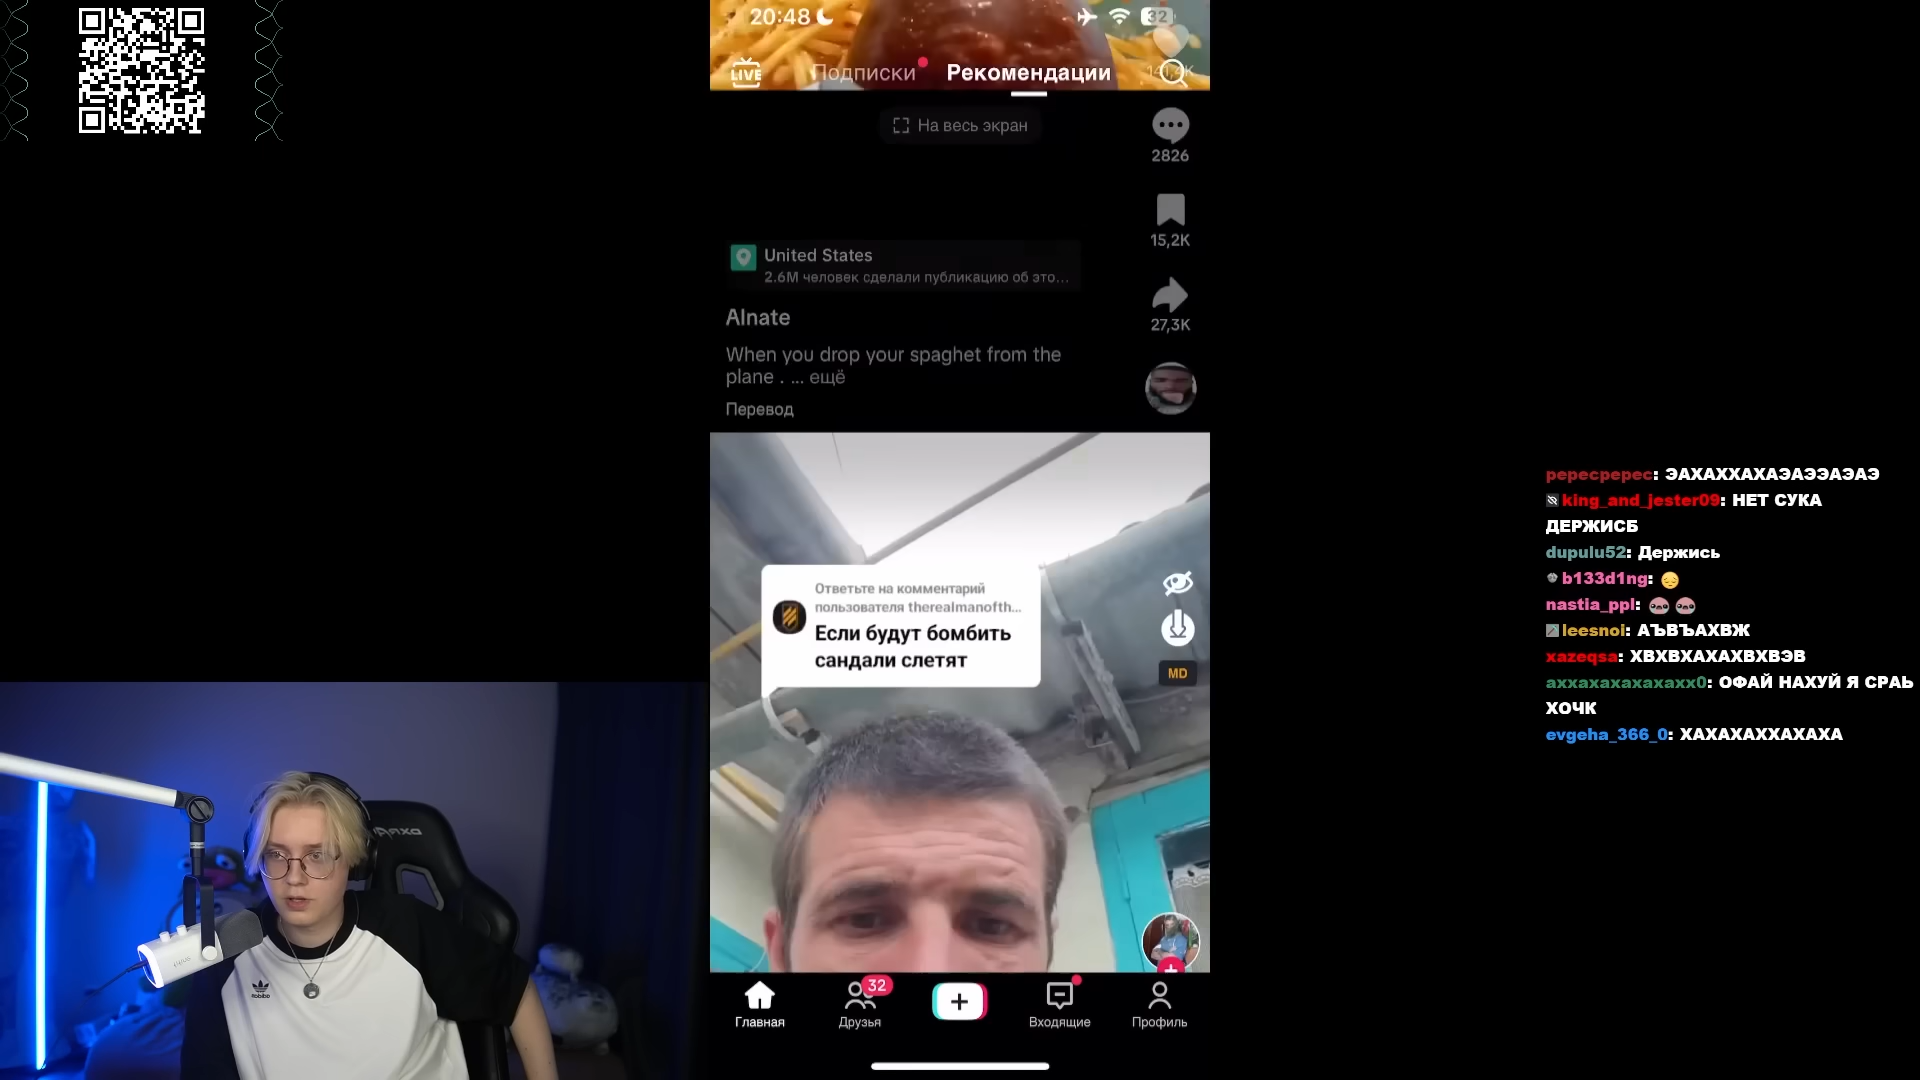 20:48
32
LIVE
Подписки
Рекомендации
На весь экран
2826
15,2K
United States
2.6M человек сделали публикацию об это...
27,3K
Alnate
When you drop your spaghet from the
plane . ... ещё
Перевод
Ответьте на комментарий
пользователя therealmanofth...
Если будут бомбить
сандали слетят
MD
pepecpepec: ЭАХАХХАХАЭАЭЭАЭАЭ
king_and_jester09: НЕТ СУКА
ДЕРЖИСБ
dupulu52: Держись
b133d1ng:
nastia_ppl:
leesnoi: АЪВЪАХВЖ
xazeqsa: ХВХВХАХАХВХВЭВ
axxaxaxaxaxaxx0: ОФАЙ НАХУЙ Я СРАЬ
ХОЧК
evgeha_366_0: ХАХАХАХХАХАХА
Главная
32
Друзья
Входящие
Профиль